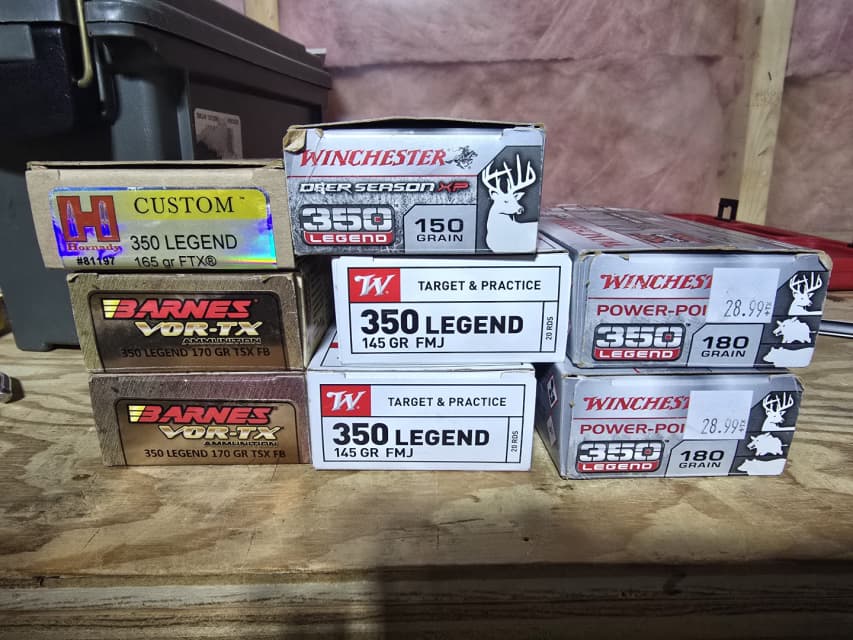 CUSTOM™
Hornady
350 LEGEND
#81197
165 gr FTX®
BARNES
VOR-TX
AMMUNITION
350 LEGEND 170 GR TSX FB
BARNES
VOR-TX
AMMUNITION
350 LEGEND 170 GR TSX FB
WINCHESTER
DEER SEASON XP
350
LEGEND
150
GRAIN
W
TARGET & PRACTICE
350 LEGEND
145 GR FMJ
20 RDS
W
TARGET & PRACTICE
350 LEGEND
145 GR FMJ
20 RDS
WINCHEST
POWER-POI
28.99
350
LEGEND
180
GRAIN
WINCHEST
POWER-POI
28.99
350
LEGEND
180
GRAIN